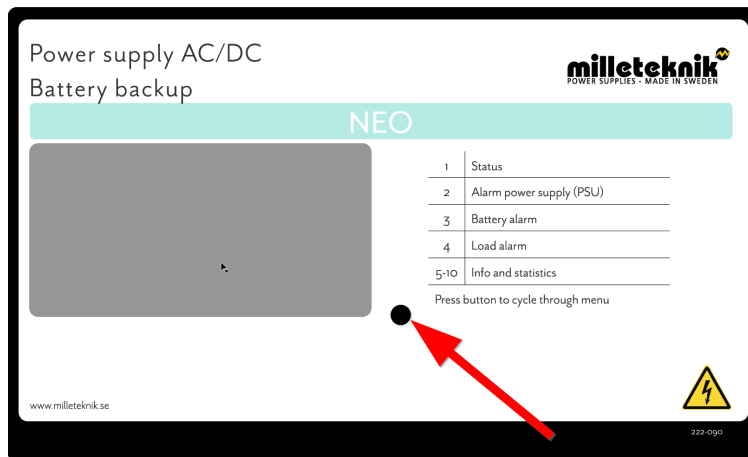 Power supply AC/DC
Battery backup
milleteknik
POWER SUPPLIES - MADE IN SWEDEN
NEO
1 Status
2 Alarm power supply (PSU)
3 Battery alarm
4 Load alarm
5-10 Info and statistics
Press button to cycle through menu
www.milleteknik.se
222-090